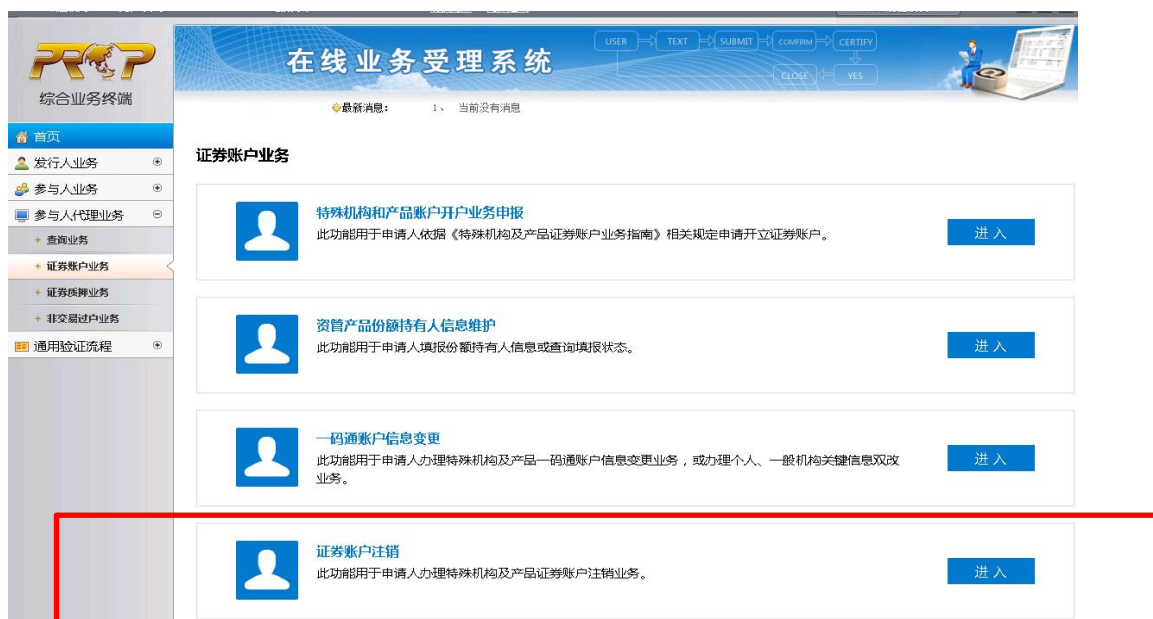 PROP
综合业务终端
在线业务受理系统
USER
TEXT
SUBMIT
COMFIRM
CERTIFY
CLOSE
YES
最新消息： 1、 当前没有消息
首页
发行人业务
参与人业务
参与人代理业务
+ 查询业务
+ 证券账户业务
+ 证券质押业务
+ 非交易过户业务
通用验证流程
证券账户业务
特殊机构和产品账户开户业务申报
此功能用于申请人依据《特殊机构及产品证券账户业务指南》相关规定申请开立证券账户。
进 入
资管产品份额持有人信息维护
此功能用于申请人填报份额持有人信息或查询填报状态。
进 入
一码通账户信息变更
此功能用于申请人办理特殊机构及产品一码通账户信息变更业务，或办理个人、一般机构关键信息双改
业务。
进 入
证券账户注销
此功能用于申请人办理特殊机构及产品证券账户注销业务。
进 入